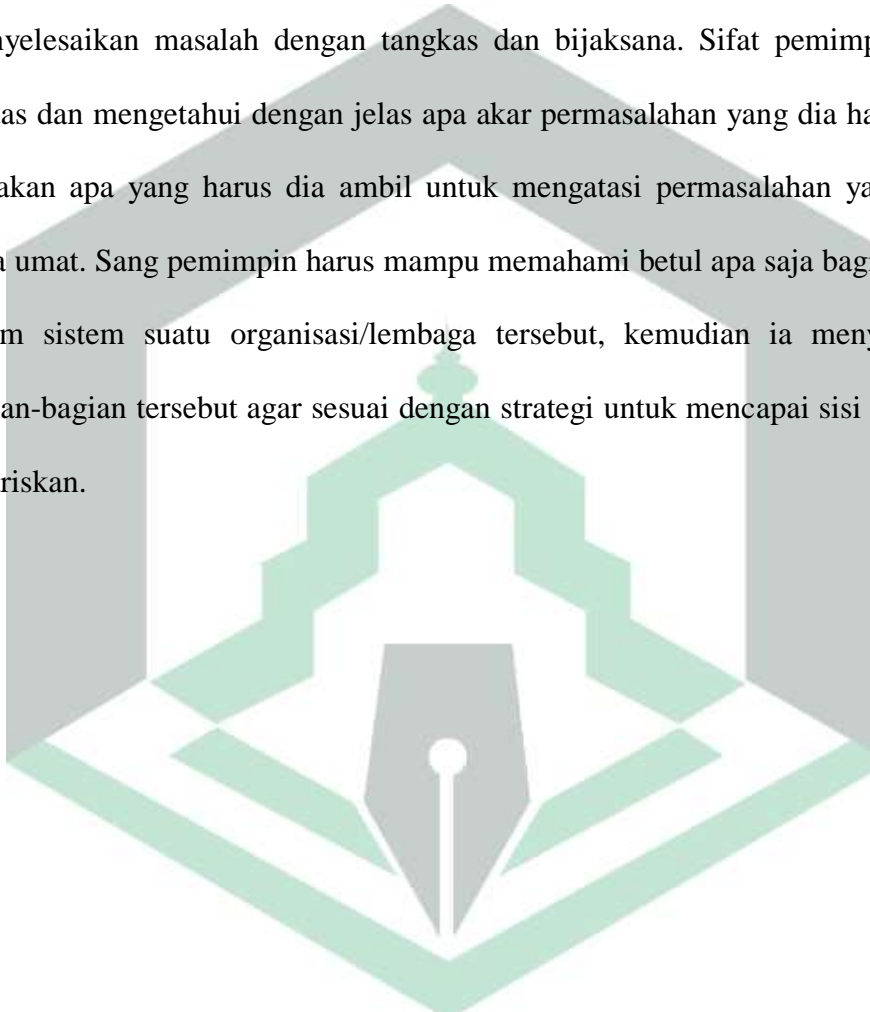 nyelesaikan masalah dengan tangkas dan bijaksana. Sifat pemimp
as dan mengetahui dengan jelas apa akar permasalahan yang dia ha
akan apa yang harus dia ambil untuk mengatasi permasalahan ya
a umat. Sang pemimpin harus mampu memahami betul apa saja bagi
m sistem suatu organisasi/lembaga tersebut, kemudian ia meny
an-bagian tersebut agar sesuai dengan strategi untuk mencapai sisi
riskan.